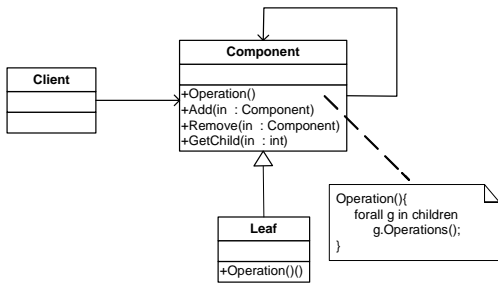 Component
Client
+Operation()
+Add(in : Component)
+Remove(in : Component)
+GetChild(in : int)
Operation(){
forall g in children
g.Operations();
}
Leaf
+Operation()()